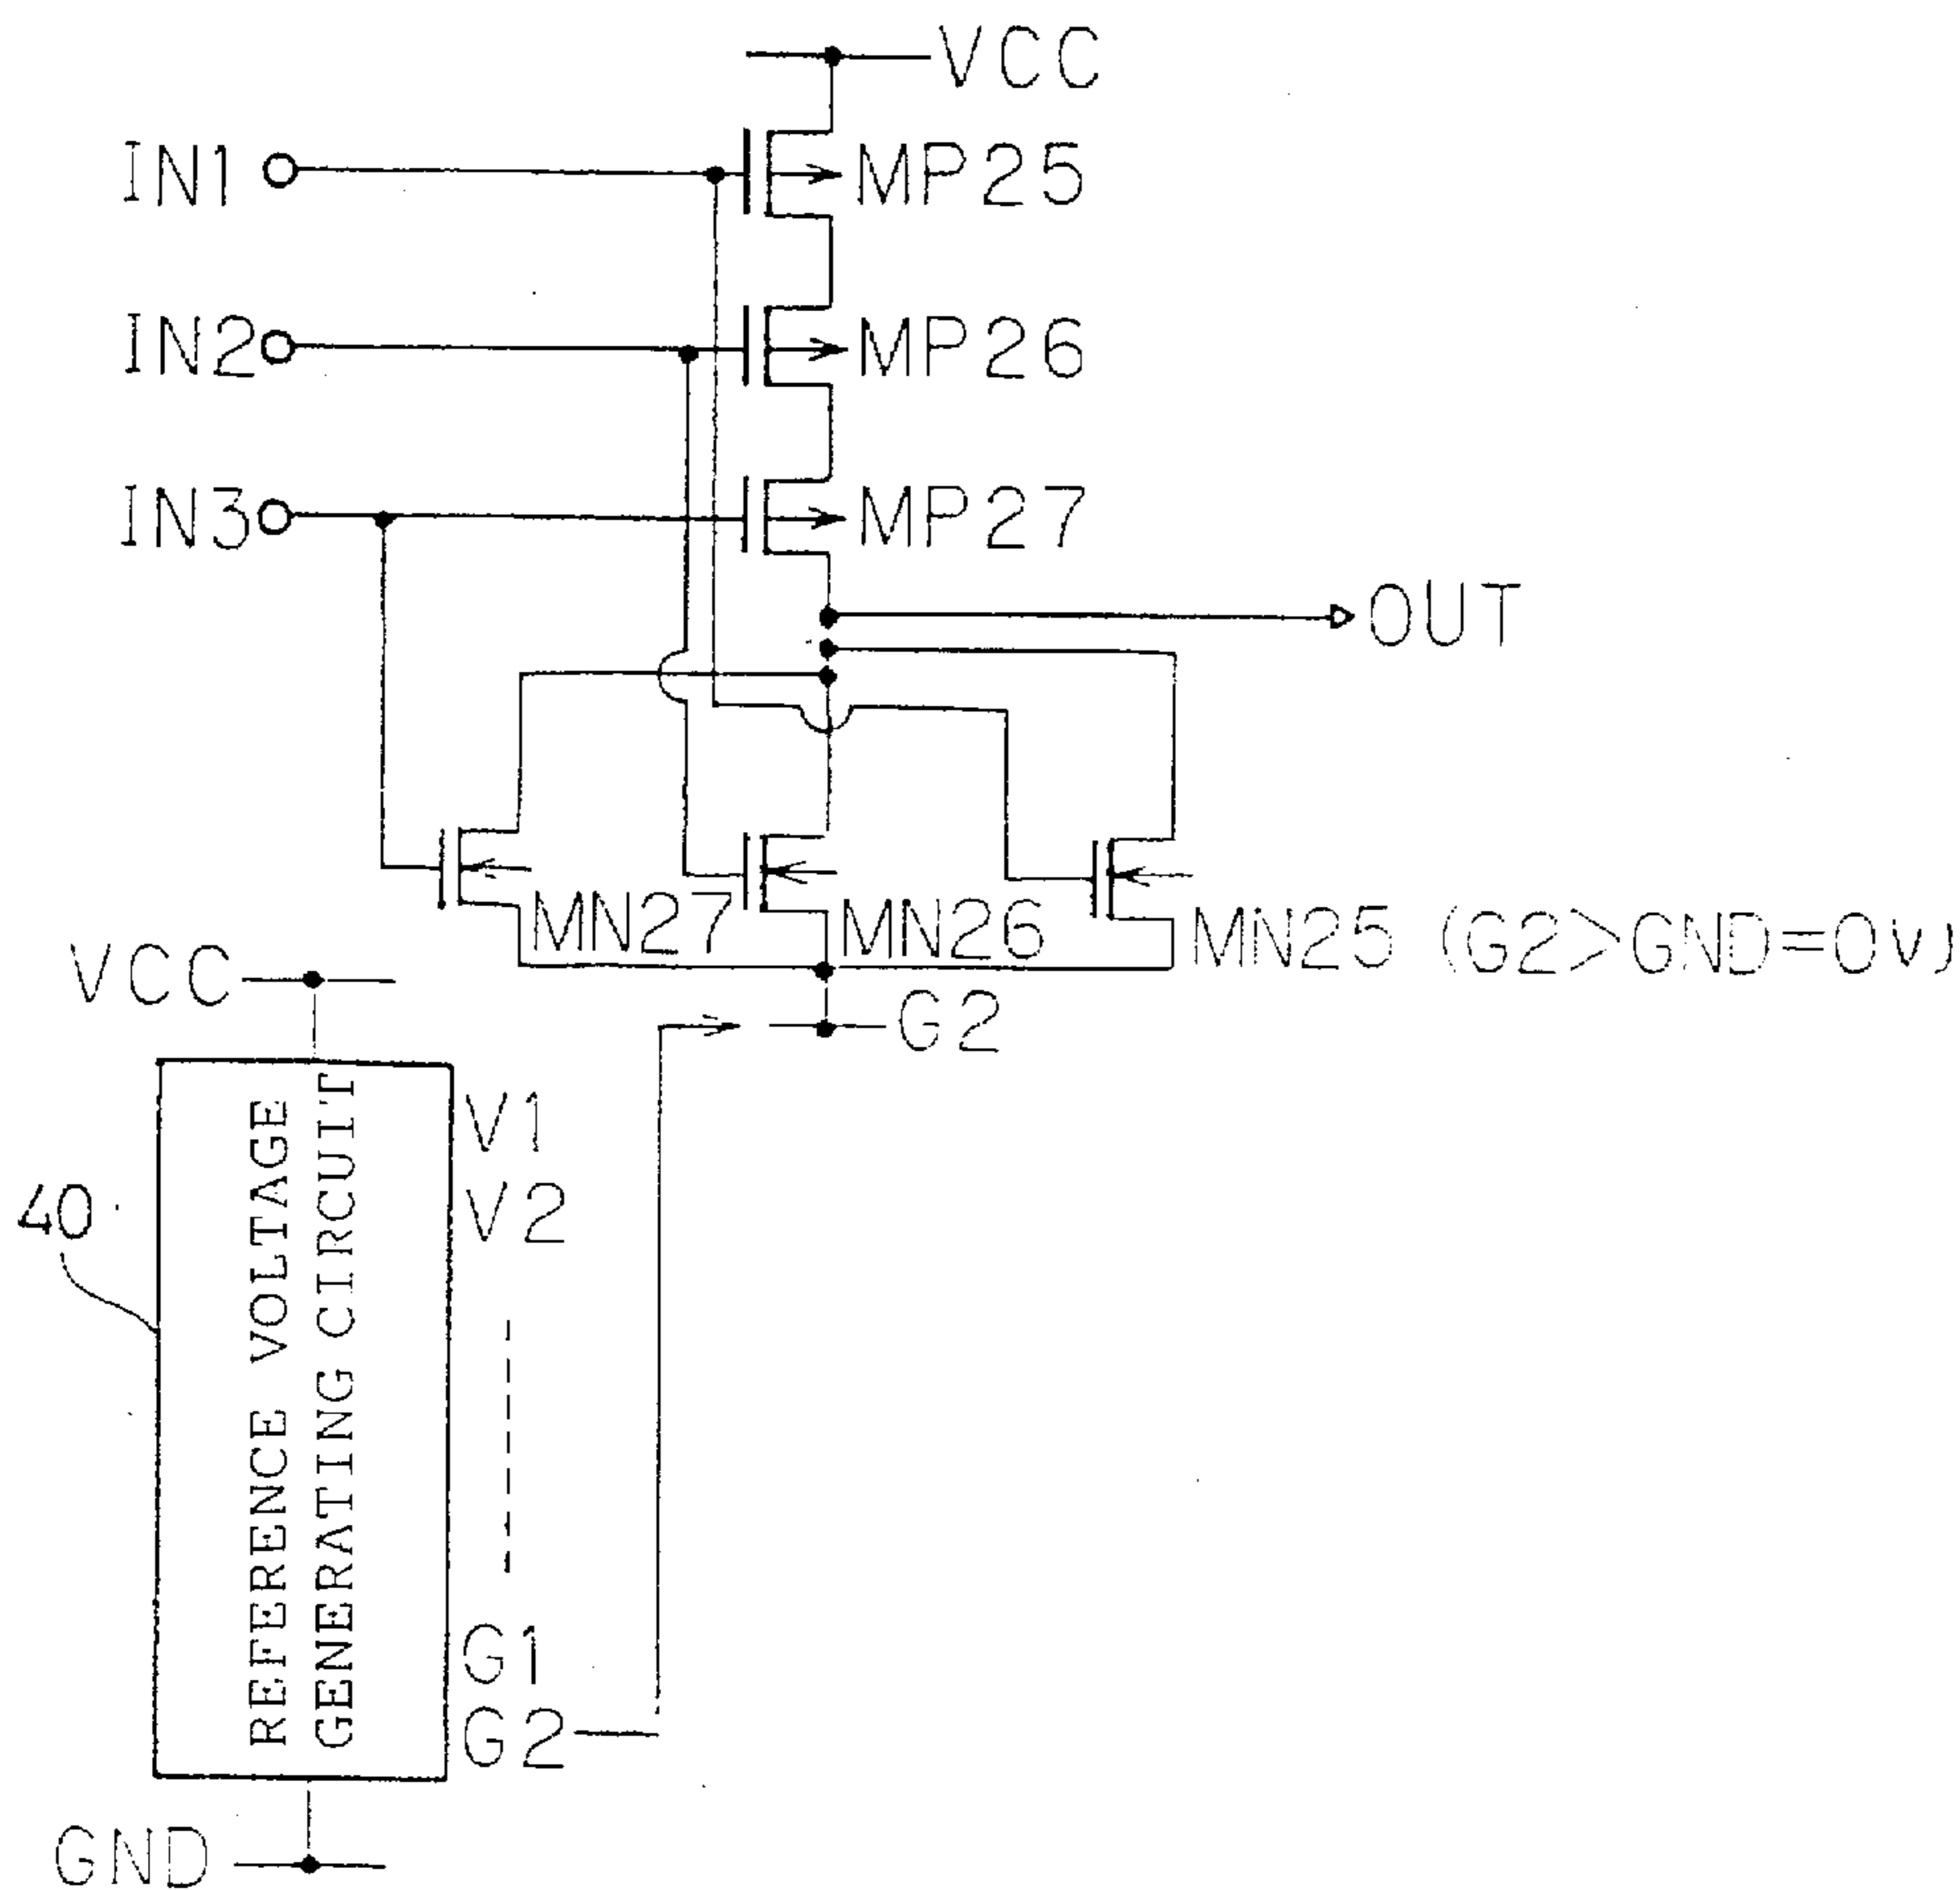 VCC
IN1
MP25
IN2
MP26
IN3
MP27
OUT
MN27
MN26
MN25 (G2>GND=0V)
VCC
G2
REFERENCE VOLTAGE
GENERATING CIRCUIT
V1
40
V2
G1
G2
GND